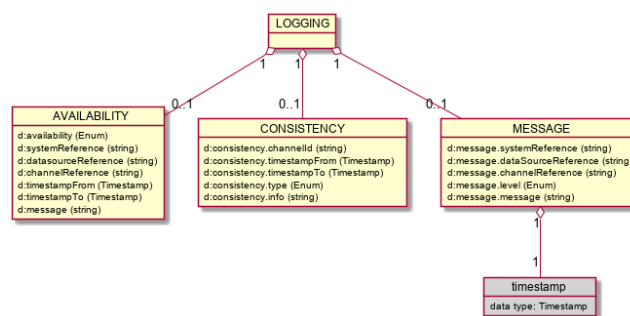 LOGGING
1
1
1
0..1
0..1
0..1
AVAILABILITY
d:availability (Enum)
d:systemReference (string)
d:datasourceReference (string)
d:channelReference (string)
d:timestampFrom (Timestamp)
d:timestampTo (Timestamp)
d:message (string)
CONSISTENCY
d:consistency.channelId (string)
d:consistency.timestampFrom (Timestamp)
d:consistency.timestampTo (Timestamp)
d:consistency.type (Enum)
d:consistency.info (string)
MESSAGE
d:message.systemReference (string)
d:message.dataSourceReference (string)
d:message.channelReference (string)
d:message.level (Enum)
d:message.message (string)
1
1
timestamp
data type: Timestamp